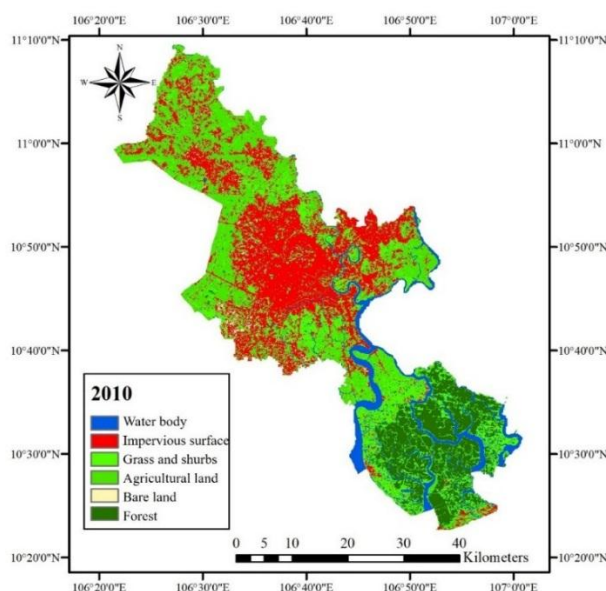 106°20'0"E 106°30'0"E 106°40'0"E 106°50'0"E 107°0'0"E
11°10'0"N 11°10'0"N
N
W E
S
11°0'0"N 11°0'0"N
10°50'0"N 10°50'0"N
10°40'0"N 10°40'0"N
2010
Water body
Impervious surface
Grass and shurbs
Agricultural land
Bare land
Forest
10°30'0"N 10°30'0"N
0 5 10 20 30 40
Kilometers
10°20'0"N 10°20'0"N
106°20'0"E 106°30'0"E 106°40'0"E 106°50'0"E 107°0'0"E